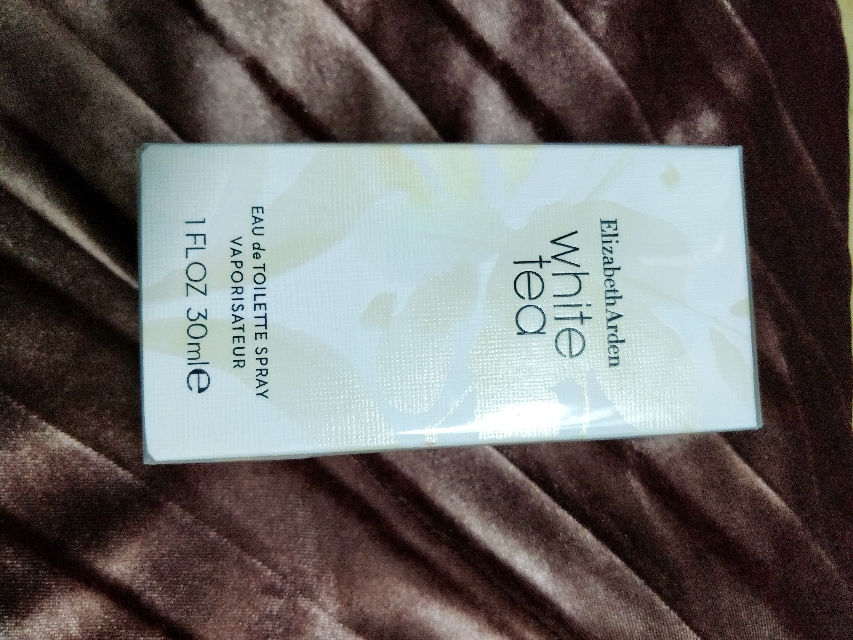 Elizabeth Arden
white
tea
EAU de TOILETTE SPRAY
VAPORISATEUR
1 FL OZ 30ml℮